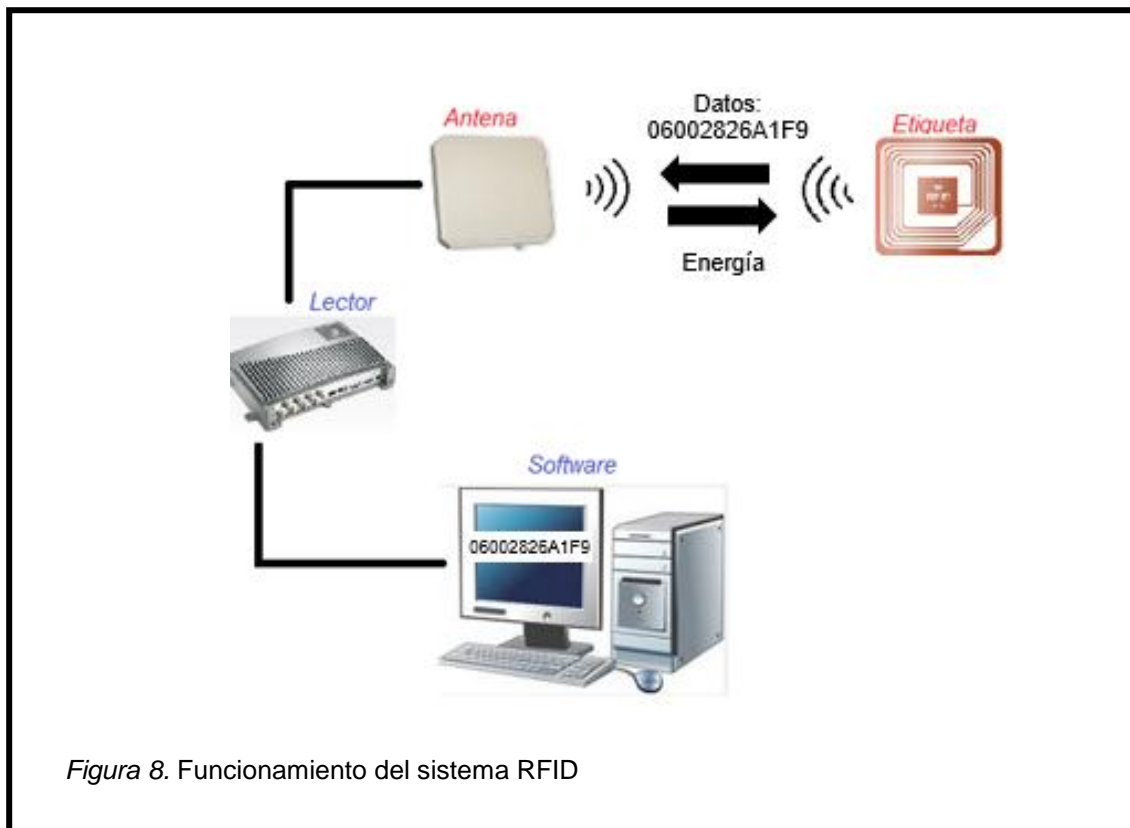 Antena
Datos:
06002826A1F9
Etiqueta
Energía
Lector
Software
06002826A1F9
Figura 8. Funcionamiento del sistema RFID